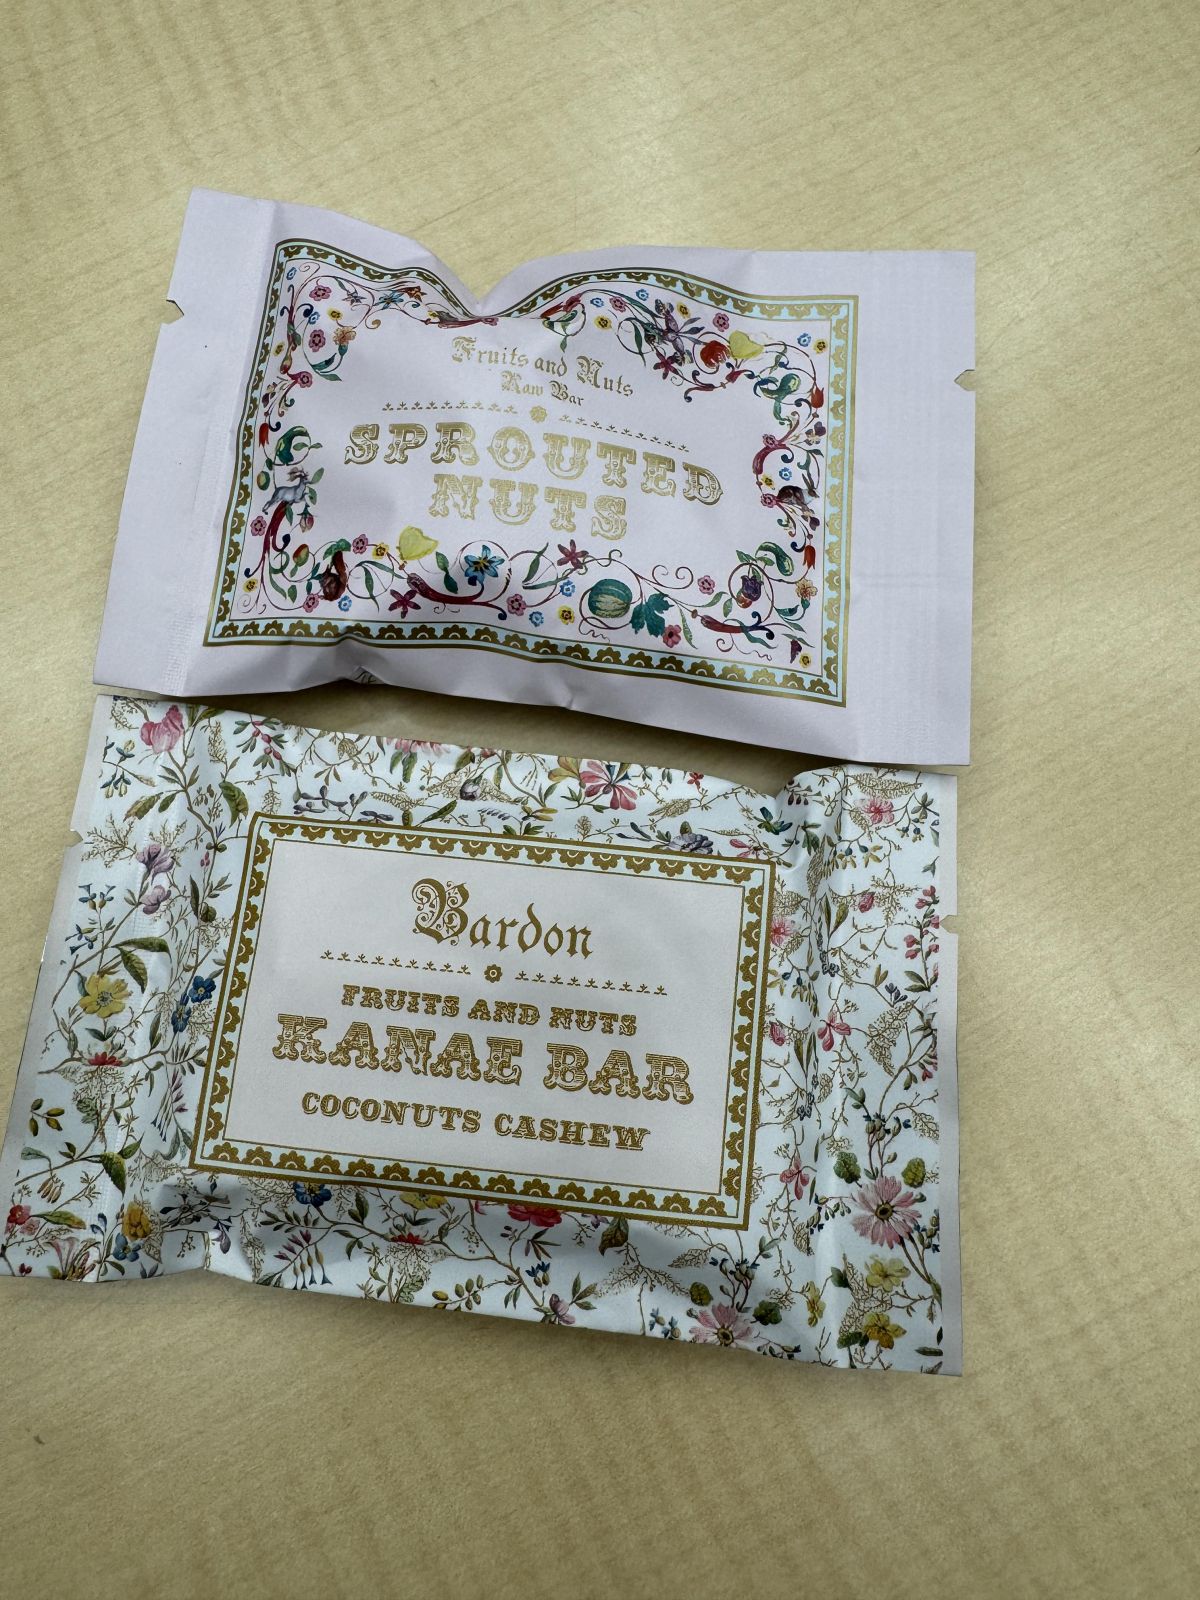 Fruits and Nuts
Raw Bar
SPROUTED
NUTS
Bardon
FRUITS AND NUTS
KANAE BAR
COCONUTS CASHEW